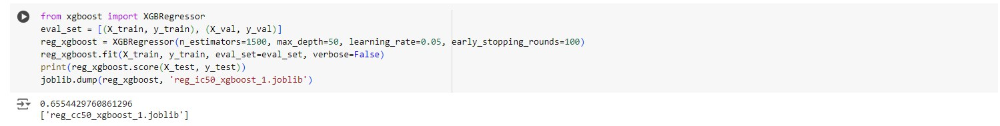 from xgboost import XGBRegressor
eval_set = [(X_train, y_train), (X_val, y_val)]
reg_xgboost = XGBRegressor(n_estimators=1500, max_depth=50, learning_rate=0.05, early_stopping_rounds=100)
reg_xgboost.fit(X_train, y_train, eval_set=eval_set, verbose=False)
print(reg_xgboost.score(X_test, y_test))
joblib.dump(reg_xgboost, 'reg_ic50_xgboost_1.joblib')
0.6554429760861296
['reg_cc50_xgboost_1.joblib']